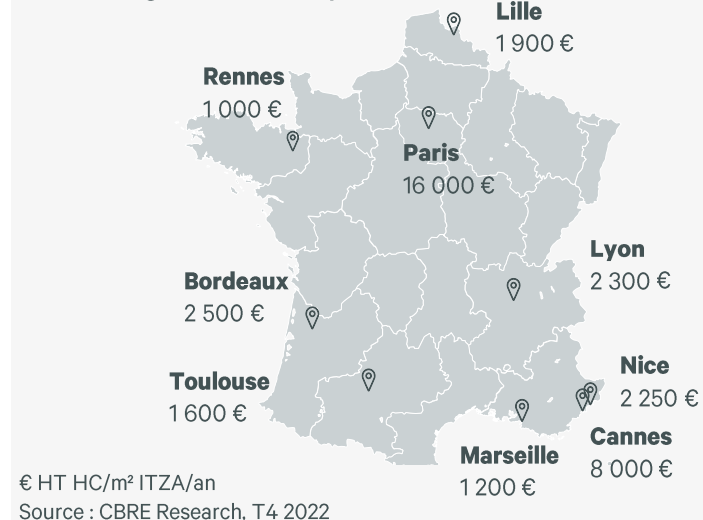 Lille
1 900 €
Rennes
1 000 €
Paris
16 000 €
Lyon
2 300 €
Bordeaux
2 500 €
Nice
2 250 €
Toulouse
1 600 €
Cannes
8 000 €
Marseille
1 200 €
€ HT HC/m² ITZA/an
Source : CBRE Research, T4 2022